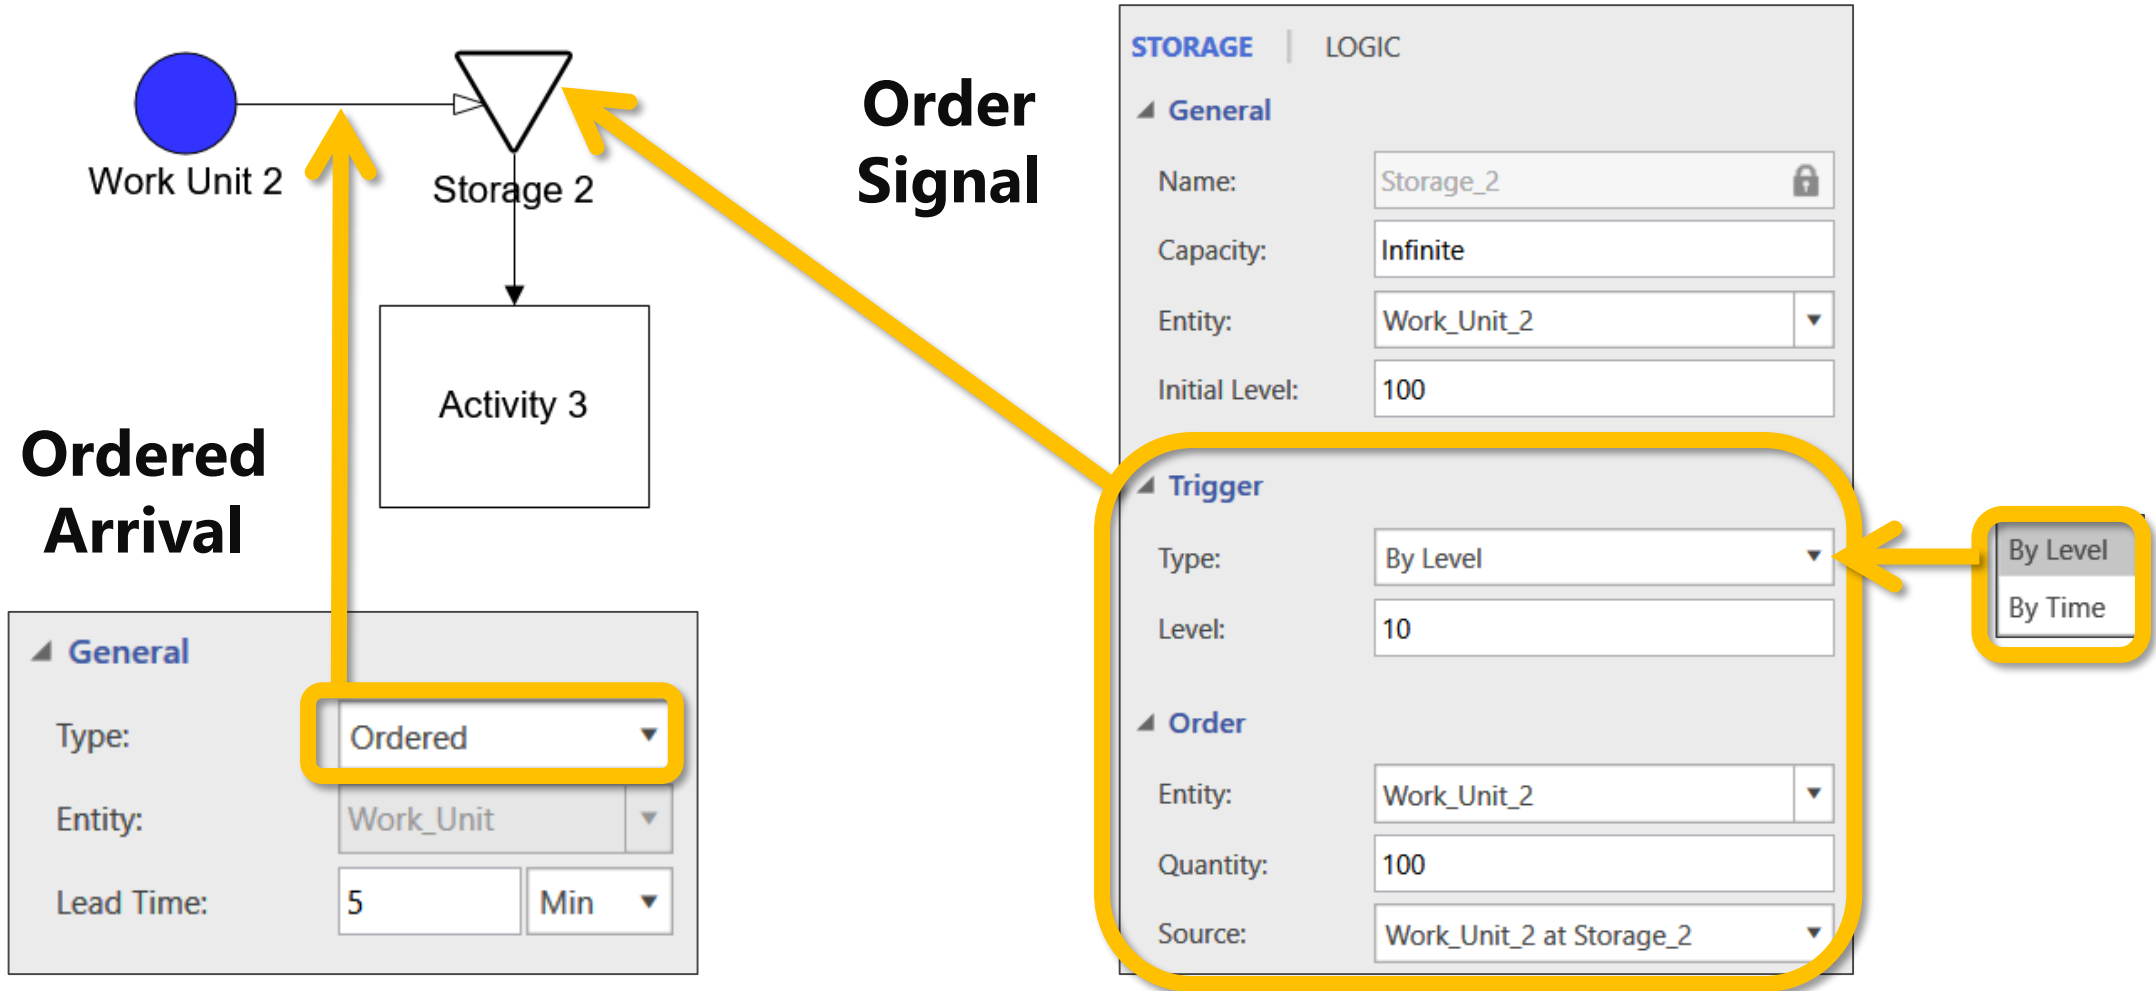 Work Unit 2
Storage 2
Activity 3
Ordered
Arrival
General
Type: Ordered
Entity: Work_Unit
Lead Time: 5 Min
Order
Signal
STORAGE | LOGIC
General
Name: Storage_2
Capacity: Infinite
Entity: Work_Unit_2
Initial Level: 100
Trigger
Type: By Level
Level: 10
Order
Entity: Work_Unit_2
Quantity: 100
Source: Work_Unit_2 at Storage_2
By Level
By Time